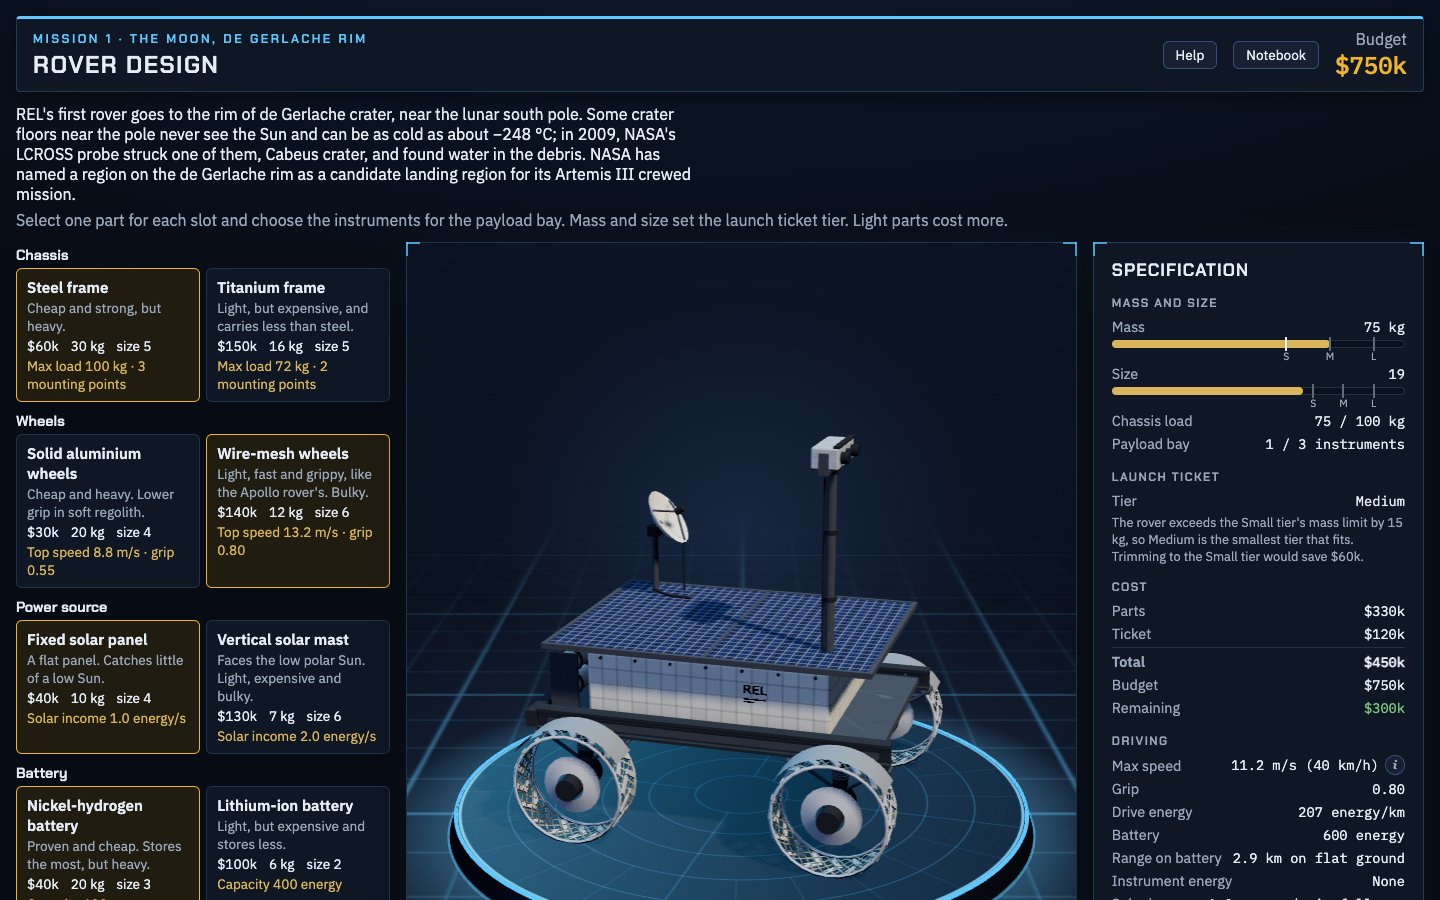 MISSION 1 · THE MOON, DE GERLACHE RIM
ROVER DESIGN
Help
Notebook
Budget
$750k
REL's first rover goes to the rim of de Gerlache crater, near the lunar south pole. Some crater
floors near the pole never see the Sun and can be as cold as about −248 °C; in 2009, NASA's
LCROSS probe struck one of them, Cabeus crater, and found water in the debris. NASA has
named a region on the de Gerlache rim as a candidate landing region for its Artemis III crewed
mission.
Select one part for each slot and choose the instruments for the payload bay. Mass and size set the launch ticket tier. Light parts cost more.
Chassis
Steel frame
Cheap and strong, but
heavy.
$60k 30 kg size 5
Max load 100 kg · 3
mounting points
Titanium frame
Light, but expensive, and
carries less than steel.
$150k 16 kg size 5
Max load 72 kg · 2
mounting points
Wheels
Solid aluminium
wheels
Cheap and heavy. Lower
grip in soft regolith.
$30k 20 kg size 4
Top speed 8.8 m/s · grip
0.55
Wire-mesh wheels
Light, fast and grippy, like
the Apollo rover's. Bulky.
$140k 12 kg size 6
Top speed 13.2 m/s · grip
0.80
Power source
Fixed solar panel
A flat panel. Catches little
of a low Sun.
$40k 10 kg size 4
Solar income 1.0 energy/s
Vertical solar mast
Faces the low polar Sun.
Light, expensive and
bulky.
$130k 7 kg size 6
Solar income 2.0 energy/s
Battery
Nickel-hydrogen
battery
Proven and cheap. Stores
the most, but heavy.
$40k 20 kg size 3
Lithium-ion battery
Light, but expensive and
stores less.
$100k 6 kg size 2
Capacity 400 energy
REL
SPECIFICATION
MASS AND SIZE
Mass 75 kg
S M L
Size 19
S M L
Chassis load 75 / 100 kg
Payload bay 1 / 3 instruments
LAUNCH TICKET
Tier Medium
The rover exceeds the Small tier's mass limit by 15
kg, so Medium is the smallest tier that fits.
Trimming to the Small tier would save $60k.
COST
Parts $330k
Ticket $120k
Total $450k
Budget $750k
Remaining $300k
DRIVING
Max speed 11.2 m/s (40 km/h) i
Grip 0.80
Drive energy 207 energy/km
Battery 600 energy
Range on battery 2.9 km on flat ground
Instrument energy None